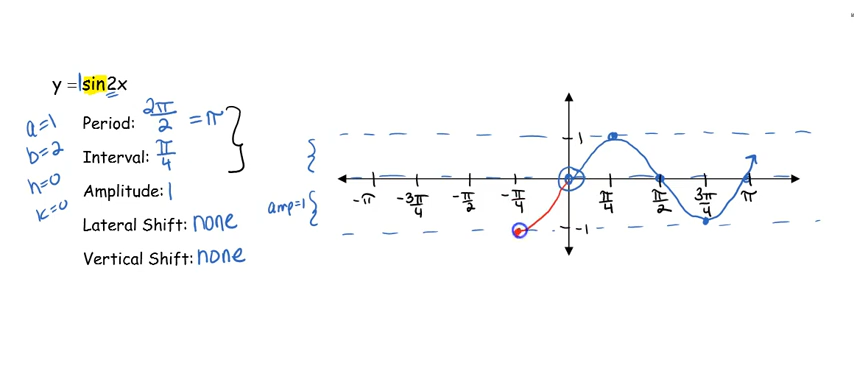 y = 1sin2x
a=1
b=2
h=0
k=0
Period: 2π/2 = π
Interval: π/4
Amplitude: 1
Lateral Shift: none
Vertical Shift: none
amp=1
1
-π -3π/4 -π/2 -π/4 π/4 π/2 3π/4 π
-1